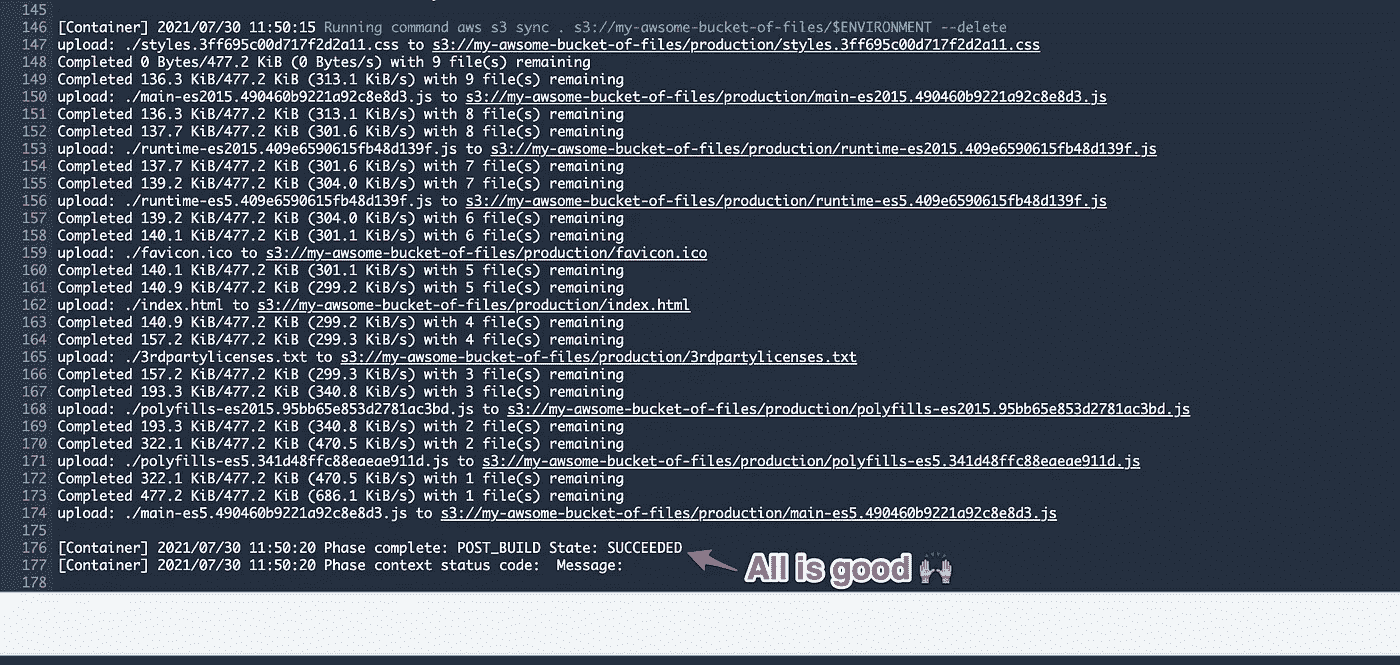 145
146 [Container] 2021/07/30 11:50:15 Running command aws s3 sync . s3://my-awsome-bucket-of-files/$ENVIRONMENT --delete
147 upload: ./styles.3ff695c00d717f2d2a11.css to s3://my-awsome-bucket-of-files/production/styles.3ff695c00d717f2d2a11.css
148 Completed 0 Bytes/477.2 KiB (0 Bytes/s) with 9 file(s) remaining
149 Completed 136.3 KiB/477.2 KiB (313.1 KiB/s) with 9 file(s) remaining
150 upload: ./main-es2015.490460b9221a92c8e8d3.js to s3://my-awsome-bucket-of-files/production/main-es2015.490460b9221a92c8e8d3.js
151 Completed 136.3 KiB/477.2 KiB (313.1 KiB/s) with 8 file(s) remaining
152 Completed 137.7 KiB/477.2 KiB (301.6 KiB/s) with 8 file(s) remaining
153 upload: ./runtime-es2015.409e6590615fb48d139f.js to s3://my-awsome-bucket-of-files/production/runtime-es2015.409e6590615fb48d139f.js
154 Completed 137.7 KiB/477.2 KiB (301.6 KiB/s) with 7 file(s) remaining
155 Completed 139.2 KiB/477.2 KiB (304.0 KiB/s) with 7 file(s) remaining
156 upload: ./runtime-es5.409e6590615fb48d139f.js to s3://my-awsome-bucket-of-files/production/runtime-es5.409e6590615fb48d139f.js
157 Completed 139.2 KiB/477.2 KiB (304.0 KiB/s) with 6 file(s) remaining
158 Completed 140.1 KiB/477.2 KiB (301.1 KiB/s) with 6 file(s) remaining
159 upload: ./favicon.ico to s3://my-awsome-bucket-of-files/production/favicon.ico
160 Completed 140.1 KiB/477.2 KiB (301.1 KiB/s) with 5 file(s) remaining
161 Completed 140.9 KiB/477.2 KiB (299.2 KiB/s) with 5 file(s) remaining
162 upload: ./index.html to s3://my-awsome-bucket-of-files/production/index.html
163 Completed 140.9 KiB/477.2 KiB (299.2 KiB/s) with 4 file(s) remaining
164 Completed 157.2 KiB/477.2 KiB (299.3 KiB/s) with 4 file(s) remaining
165 upload: ./3rdpartylicenses.txt to s3://my-awsome-bucket-of-files/production/3rdpartylicenses.txt
166 Completed 157.2 KiB/477.2 KiB (299.3 KiB/s) with 3 file(s) remaining
167 Completed 193.3 KiB/477.2 KiB (340.8 KiB/s) with 3 file(s) remaining
168 upload: ./polyfills-es2015.95bb65e853d2781ac3bd.js to s3://my-awsome-bucket-of-files/production/polyfills-es2015.95bb65e853d2781ac3bd.js
169 Completed 193.3 KiB/477.2 KiB (340.8 KiB/s) with 2 file(s) remaining
170 Completed 322.1 KiB/477.2 KiB (470.5 KiB/s) with 2 file(s) remaining
171 upload: ./polyfills-es5.341d48ffc88eaeae911d.js to s3://my-awsome-bucket-of-files/production/polyfills-es5.341d48ffc88eaeae911d.js
172 Completed 322.1 KiB/477.2 KiB (470.5 KiB/s) with 1 file(s) remaining
173 Completed 477.2 KiB/477.2 KiB (686.1 KiB/s) with 1 file(s) remaining
174 upload: ./main-es5.490460b9221a92c8e8d3.js to s3://my-awsome-bucket-of-files/production/main-es5.490460b9221a92c8e8d3.js
175
176 [Container] 2021/07/30 11:50:20 Phase complete: POST_BUILD State: SUCCEEDED
177 [Container] 2021/07/30 11:50:20 Phase context status code:  Message:
All is good 🙌
178